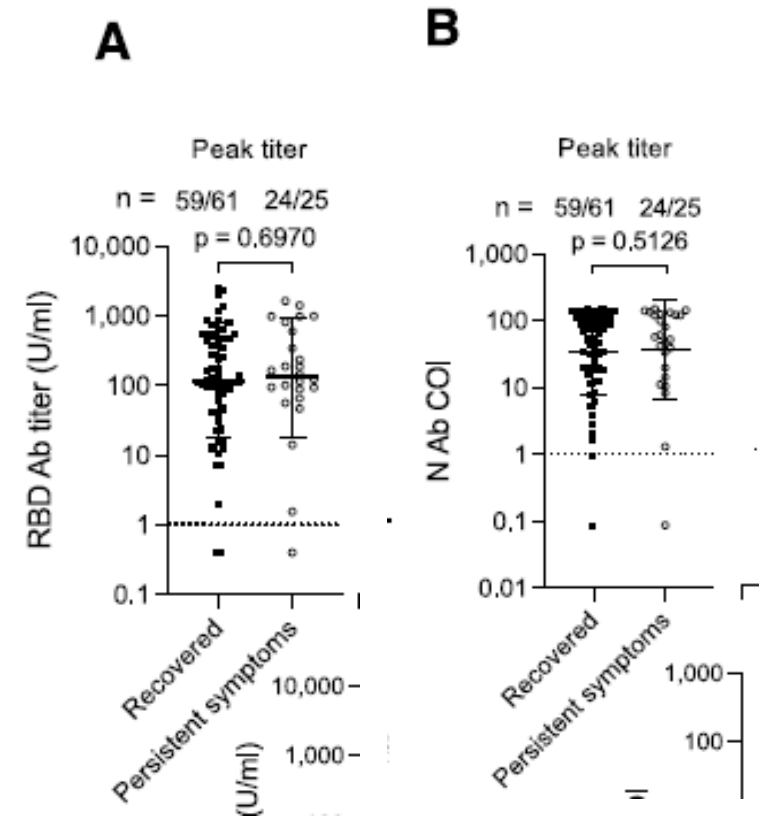 A
Peak titer
n = 59/61 24/25
p = 0.6970
10,000
1,000
100
10
1
0.1
RBD Ab titer (U/ml)
Recovered
Persistent symptoms
10,000
1,000
(U/ml)
B
Peak titer
n = 59/61 24/25
p = 0.5126
1,000
100
10
1
0.1
0.01
N Ab COI
Recovered
Persistent symptoms
1,000
100